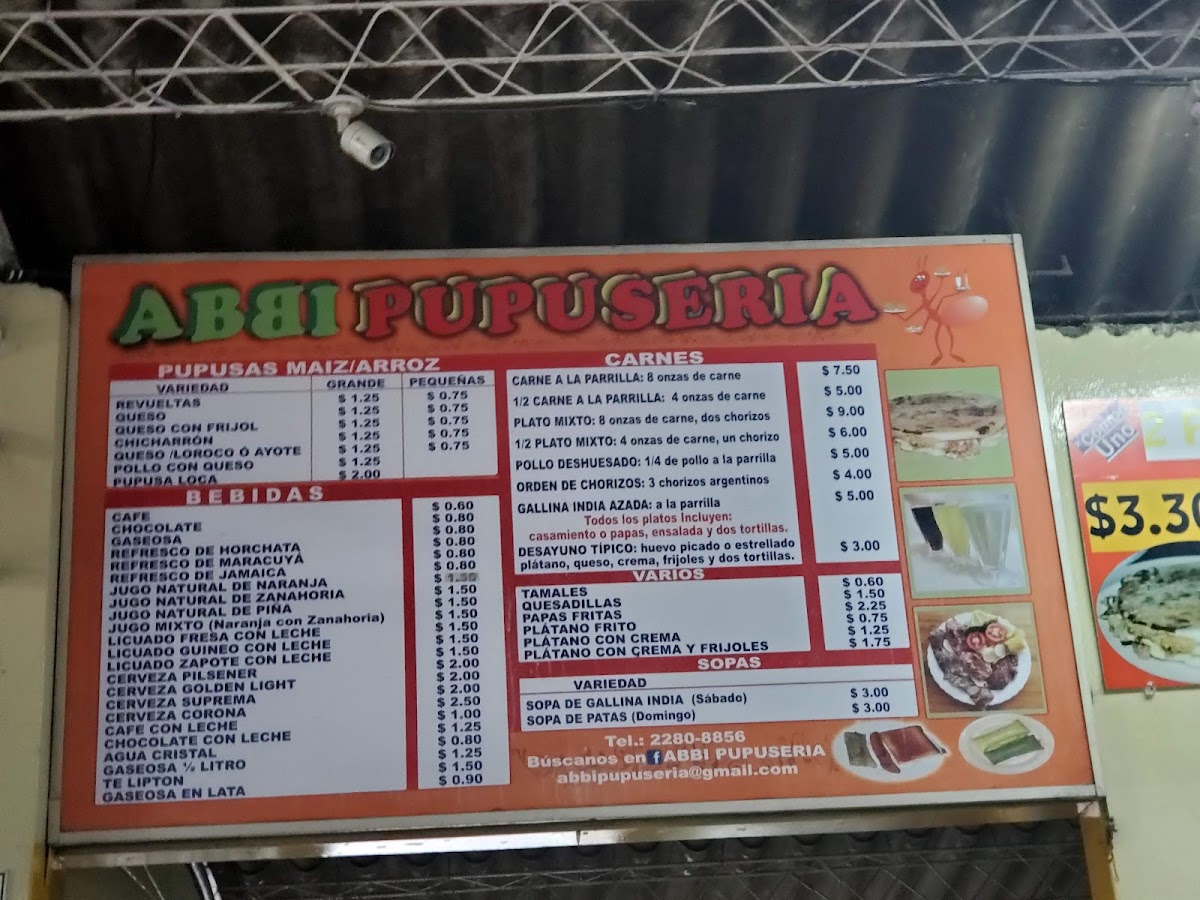 ABBI PUPUSERIA
PUPUSAS MAIZ/ARROZ
VARIEDAD GRANDE PEQUEÑAS
REVUELTAS $ 1.25 $ 0.75
QUESO $ 1.25 $ 0.75
QUESO CON FRIJOL $ 1.25 $ 0.75
CHICHARRÓN $ 1.25 $ 0.75
QUESO /LOROCO Ó AYOTE $ 1.25 $ 0.75
POLLO CON QUESO $ 1.25
PUPUSA LOCA $ 2.00
BEBIDAS
CAFE $ 0.60
CHOCOLATE $ 0.80
GASEOSA $ 0.80
REFRESCO DE HORCHATA $ 0.80
REFRESCO DE MARACUYÁ $ 0.80
REFRESCO DE JAMAICA $ 0.80
JUGO NATURAL DE NARANJA
JUGO NATURAL DE ZANAHORIA $ 1.50
JUGO NATURAL DE PIÑA $ 1.50
JUGO MIXTO (Naranja con Zanahoria) $ 1.50
LICUADO FRESA CON LECHE $ 1.50
LICUADO GUINEO CON LECHE $ 1.50
LICUADO ZAPOTE CON LECHE $ 1.50
CERVEZA PILSENER $ 2.00
CERVEZA GOLDEN LIGHT $ 2.00
CERVEZA SUPREMA $ 2.00
CERVEZA CORONA $ 2.50
CAFE CON LECHE $ 1.00
CHOCOLATE CON LECHE $ 1.25
AGUA CRISTAL $ 0.80
GASEOSA ½ LITRO $ 1.25
TE LIPTON $ 1.50
GASEOSA EN LATA $ 0.90
CARNES
CARNE A LA PARRILLA: 8 onzas de carne $ 7.50
1/2 CARNE A LA PARRILLA: 4 onzas de carne $ 5.00
PLATO MIXTO: 8 onzas de carne, dos chorizos $ 9.00
1/2 PLATO MIXTO: 4 onzas de carne, un chorizo $ 6.00
POLLO DESHUESADO: 1/4 de pollo a la parrilla $ 5.00
ORDEN DE CHORIZOS: 3 chorizos argentinos $ 4.00
GALLINA INDIA AZADA: a la parrilla $ 5.00
Todos los platos Incluyen:
casamiento o papas, ensalada y dos tortillas.
DESAYUNO TÍPICO: huevo picado o estrellado $ 3.00
plátano, queso, crema, frijoles y dos tortillas.
VARIOS
TAMALES $ 0.60
QUESADILLAS $ 1.50
PAPAS FRITAS $ 2.25
PLÁTANO FRITO $ 0.75
PLÁTANO CON CREMA $ 1.25
PLÁTANO CON CREMA Y FRIJOLES $ 1.75
SOPAS
VARIEDAD
SOPA DE GALLINA INDIA (Sábado) $ 3.00
SOPA DE PATAS (Domingo) $ 3.00
Tel.: 2280-8856
Búscanos en f ABBI PUPUSERIA
abbipupuseria@gmail.com
Combo
Uno
2
$3.30